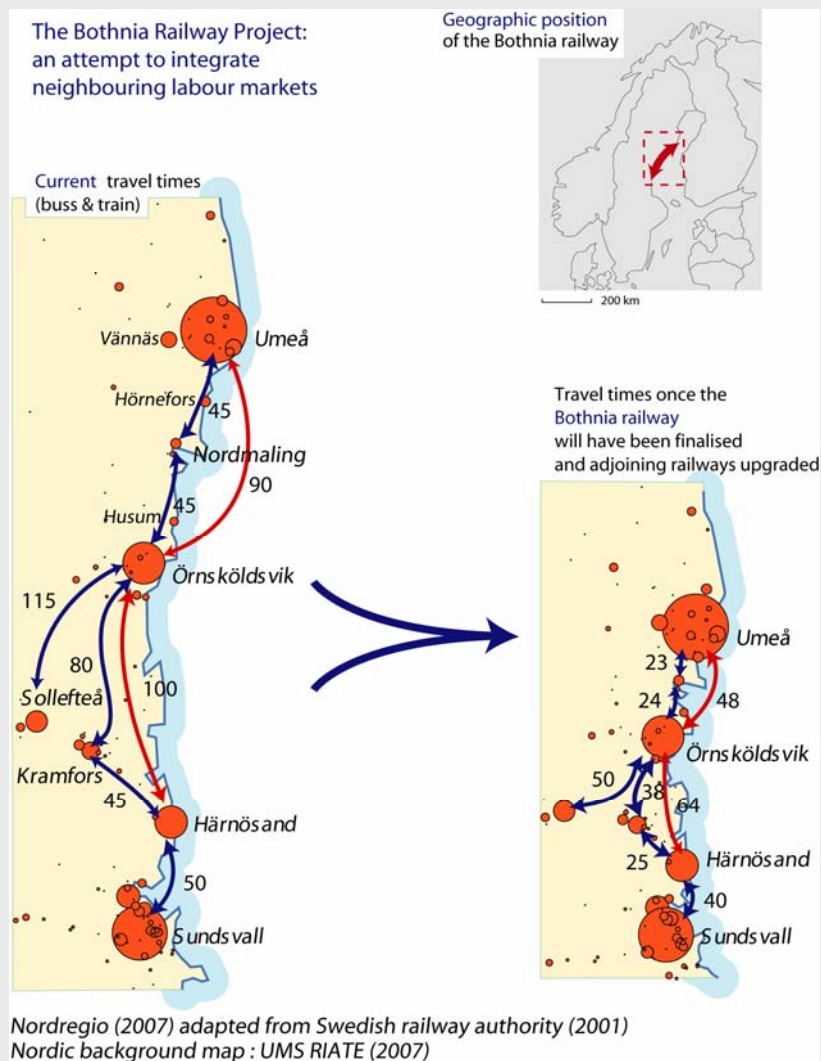 The Bothnia Railway Project:
an attempt to integrate
neighbouring labour markets
Geographic position
of the Bothnia railway
200 km
Current travel times
(buss & train)
Vännäs
Umeå
Hörnefors
45
Nordmaling
90
45
Husum
Örnsköldsvik
115
80
100
Sollefteå
Kramfors
45
Härnösand
50
Sundsvall
Travel times once the
Bothnia railway
will have been finalised
and adjoining railways upgraded
Umeå
23
24
48
Örnsköldsvik
50
38
64
25
Härnösand
40
Sundsvall
Nordregio (2007) adapted from Swedish railway authority (2001)
Nordic background map : UMS RIATE (2007)